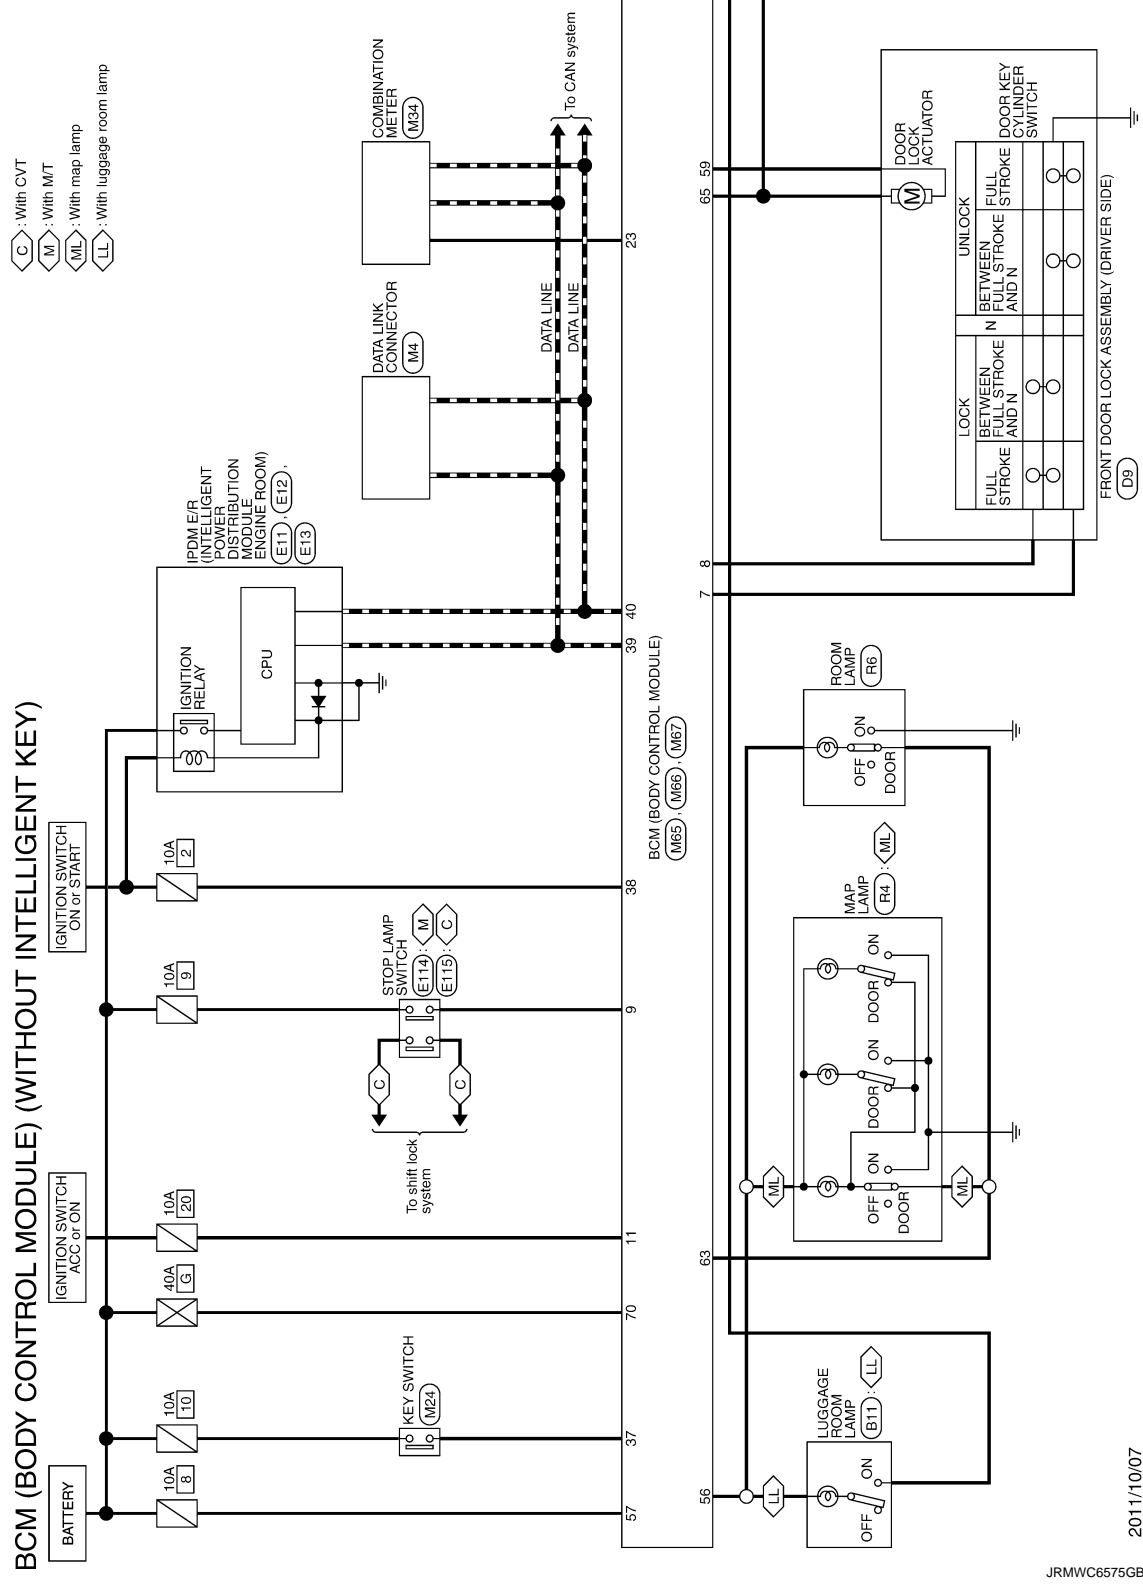 BCM (BODY CONTROL MODULE) (WITHOUT INTELLIGENT KEY)
C : With CVT
M : With M/T
ML : With map lamp
LL : With luggage room lamp
BATTERY
IGNITION SWITCH
ACC or ON
IGNITION SWITCH
ON or START
10A
8
10A
10
40A
G
10A
20
10A
9
10A
2
KEY SWITCH
M24
To shift lock
system
C
C
STOP LAMP
SWITCH
E114 : M
E115 : C
IGNITION
RELAY
CPU
IPDM E/R
(INTELLIGENT
POWER
DISTRIBUTION
MODULE
ENGINE ROOM)
E11 , E12 ,
E13
DATA LINK
CONNECTOR
M4
COMBINATION
METER
M34
DATA LINE
DATA LINE
To CAN system
57
37
70
11
9
38
39
40
23
BCM (BODY CONTROL MODULE)
M65 , M66 , M67
56
63
7
8
65
59
LL
LUGGAGE
ROOM
LAMP
B11 : LL
OFF
ON
ML
ML
MAP
LAMP
R4 : ML
OFF
ON
DOOR
DOOR
ON
DOOR
ON
ROOM
LAMP
R6
OFF
ON
DOOR
DOOR
LOCK
ACTUATOR
M
DOOR KEY
CYLINDER
SWITCH
LOCK
N
UNLOCK
FULL
STROKE
BETWEEN
FULL STROKE
AND N
BETWEEN
FULL STROKE
AND N
FULL
STROKE
FRONT DOOR LOCK ASSEMBLY (DRIVER SIDE)
D9
2011/10/07
JRMWC6575GB